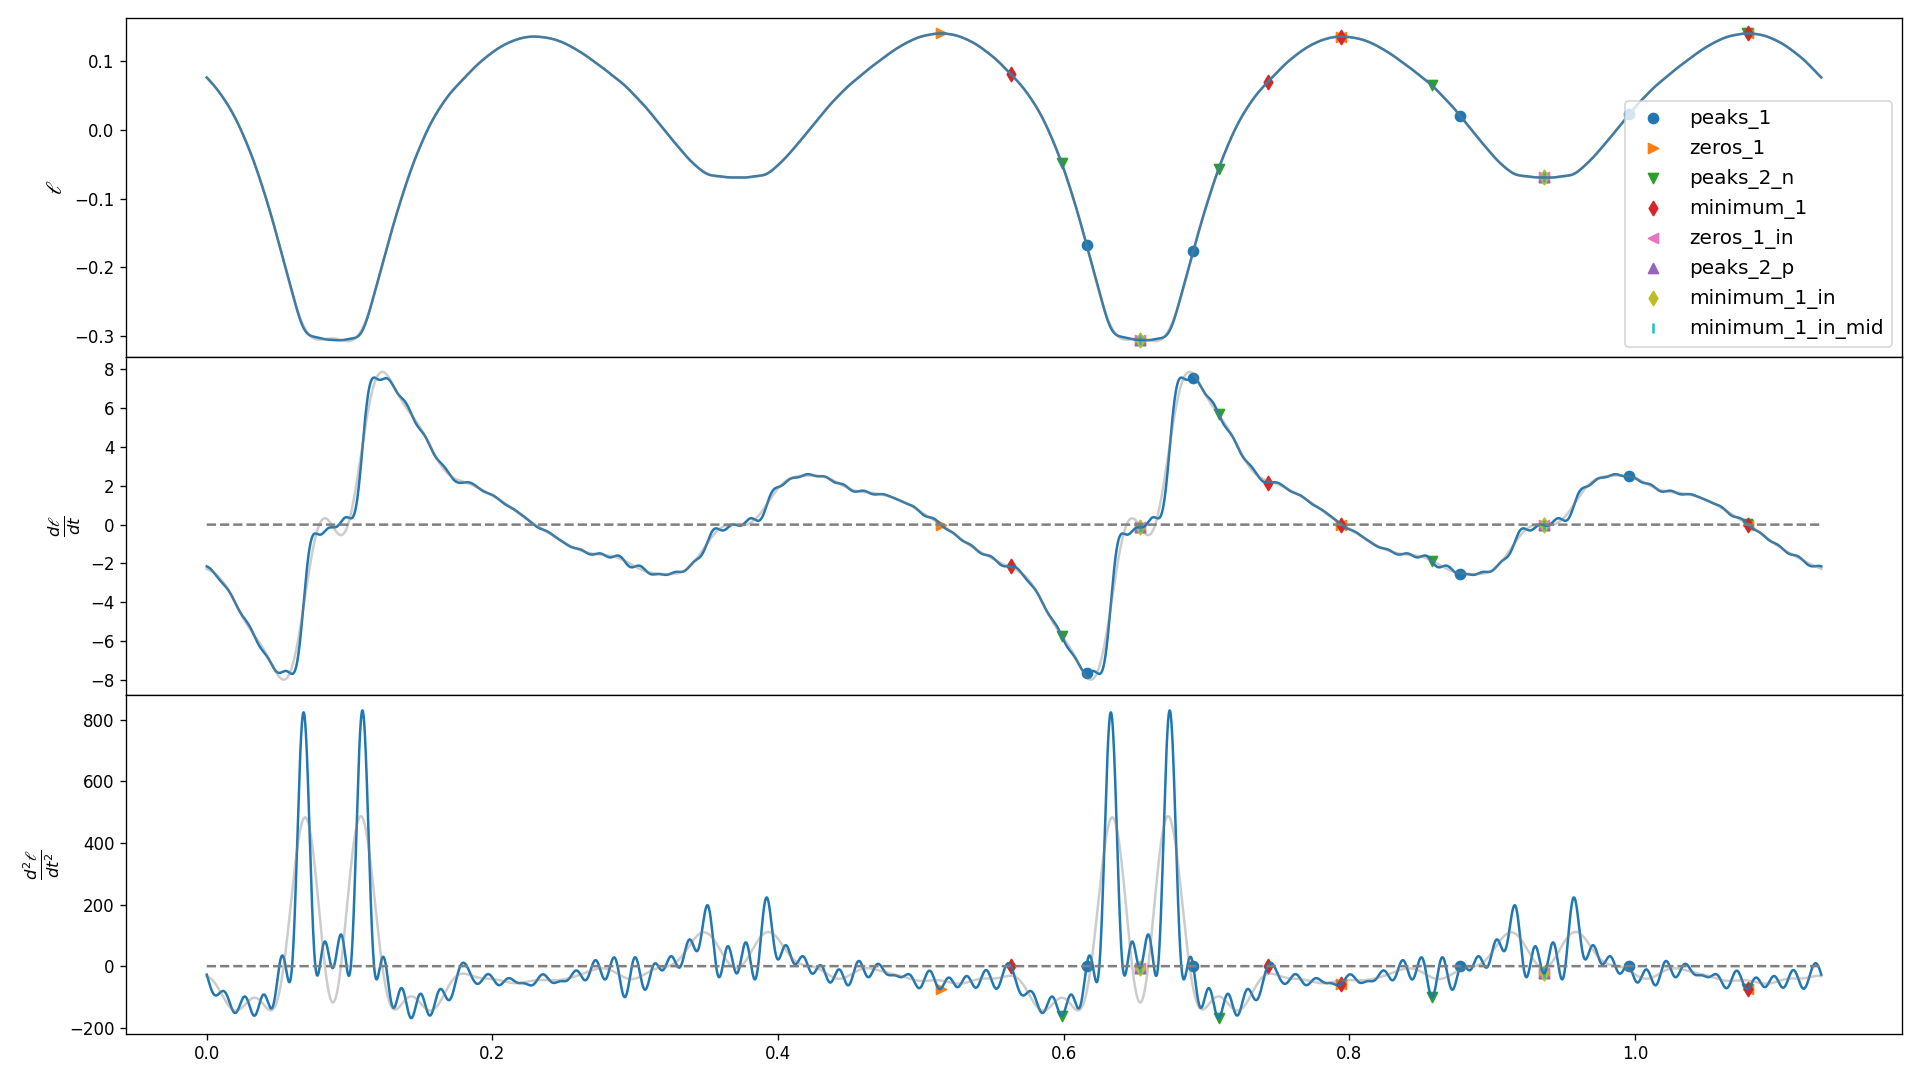 0.1
0.0
−0.1
−0.2
−0.3
ℓ
peaks_1
zeros_1
peaks_2_n
minimum_1
zeros_1_in
peaks_2_p
minimum_1_in
minimum_1_in_mid
8
6
4
2
0
−2
−4
−6
−8
dℓ
dt
800
600
400
200
0
−200
d²ℓ
dt²
0.0 0.2 0.4 0.6 0.8 1.0